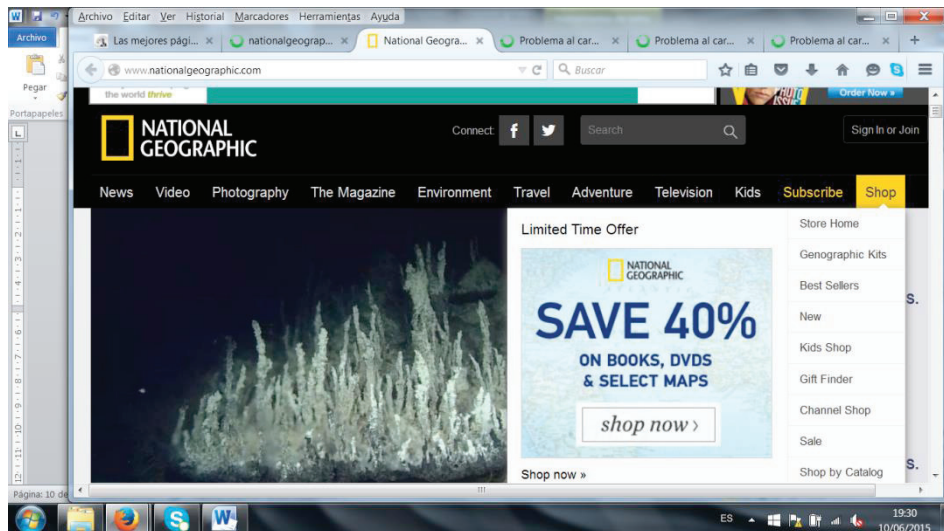 Archivo Editar Ver Historial Marcadores Herramientas Ayuda
Archivo
Las mejores pági... × nationalgeograp... × National Geogra... × Problema al car... × Problema al car... × Problema al car... × +
www.nationalgeographic.com
Buscar
Pegar
Portapapeles
the world thrive
Order Now
NATIONAL
GEOGRAPHIC
Connect:
Search
Sign In or Join
News Video Photography The Magazine Environment Travel Adventure Television Kids Subscribe Shop
Limited Time Offer
NATIONAL
GEOGRAPHIC
SAVE 40%
ON BOOKS, DVDS
& SELECT MAPS
shop now ›
Shop now »
Store Home
Genographic Kits
Best Sellers
New
Kids Shop
Gift Finder
Channel Shop
Sale
Shop by Catalog
s.
s.
Página: 10 de
ES
19:30
10/06/2015